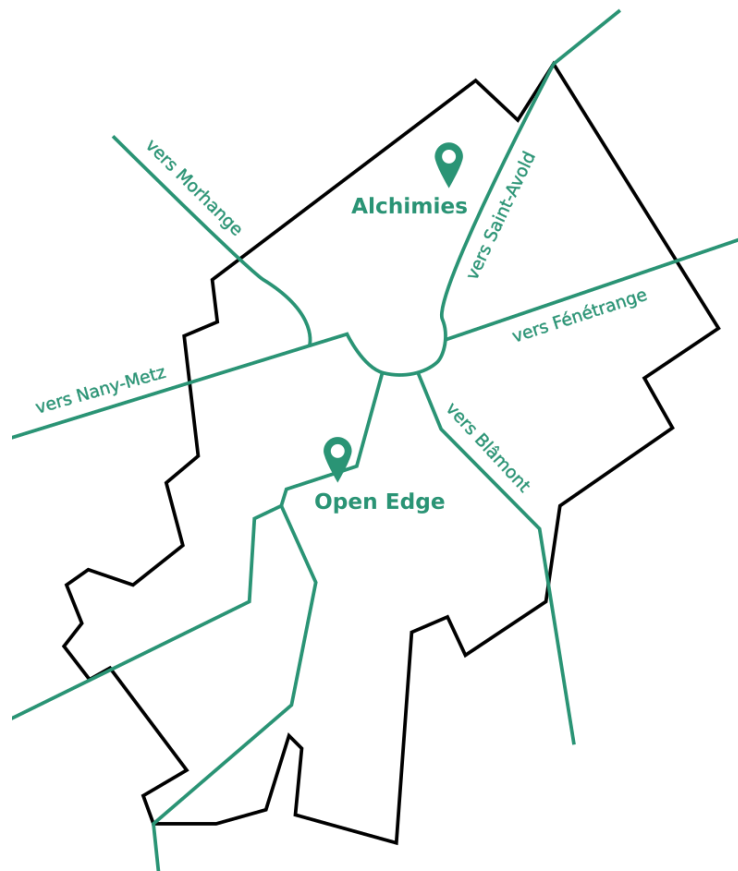 vers Morhange
Alchimies
vers Saint-Avold
vers Fénétrange
vers Nany-Metz
vers Blâmont
Open Edge